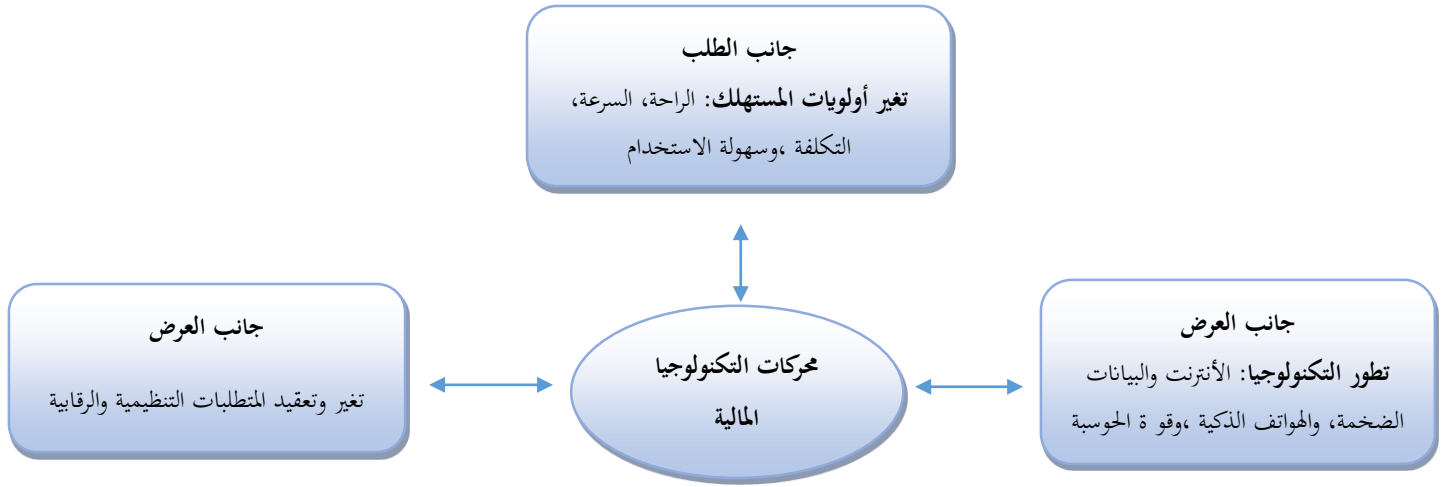 جانب الطلب
تغير أولويات المستهلك: الراحة، السرعة،
التكلفة ،وسهولة الاستخدام
جانب العرض
تطور التكنولوجيا: الأنترنت والبيانات
الضخمة، والهواتف الذكية ،وقو ة الحوسبة
محركات التكنولوجيا
المالية
جانب العرض
تغير وتعقيد المتطلبات التنظيمية والرقابية